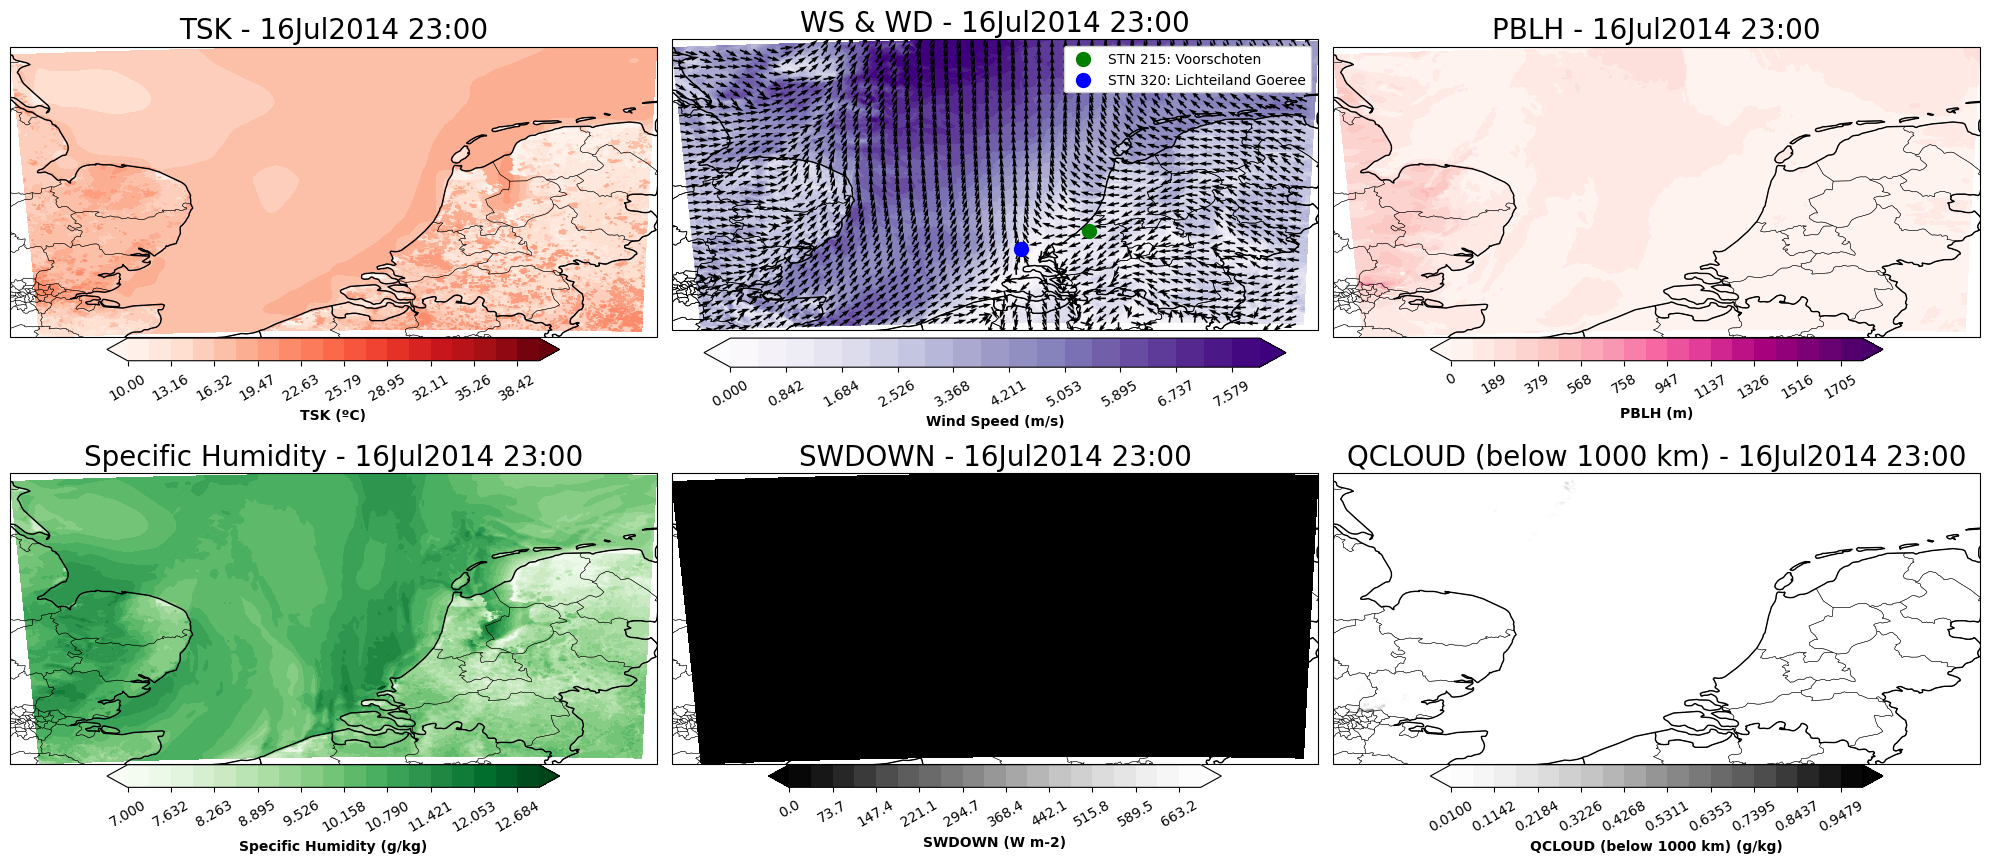 TSK - 16Jul2014 23:00
WS & WD - 16Jul2014 23:00
PBLH - 16Jul2014 23:00
STN 215: Voorschoten
STN 320: Lichteiland Goeree
10.00 13.16 16.32 19.47 22.63 25.79 28.95 32.11 35.26 38.42
TSK (ºC)
0.000 0.842 1.684 2.526 3.368 4.211 5.053 5.895 6.737 7.579
Wind Speed (m/s)
0 189 379 568 758 947 1137 1326 1516 1705
PBLH (m)
Specific Humidity - 16Jul2014 23:00
SWDOWN - 16Jul2014 23:00
QCLOUD (below 1000 km) - 16Jul2014 23:00
7.000 7.632 8.263 8.895 9.526 10.158 10.790 11.421 12.053 12.684
Specific Humidity (g/kg)
0.0 73.7 147.4 221.1 294.7 368.4 442.1 515.8 589.5 663.2
SWDOWN (W m-2)
0.0100 0.1142 0.2184 0.3226 0.4268 0.5311 0.6353 0.7395 0.8437 0.9479
QCLOUD (below 1000 km) (g/kg)